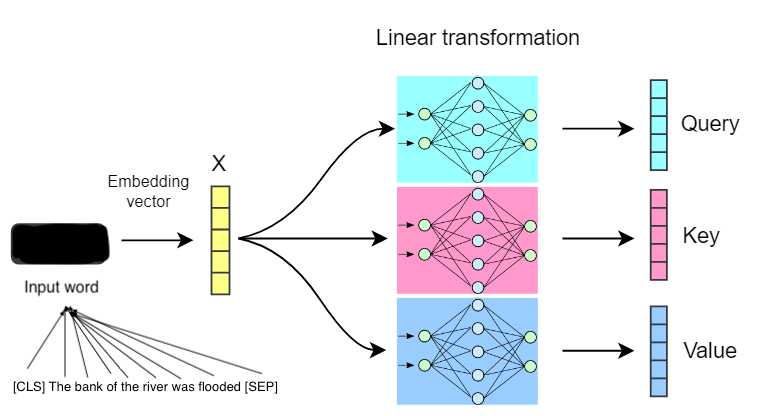 Linear transformation
X
Embedding
vector
Query
Key
Value
Input word
[CLS] The bank of the river was flooded [SEP]